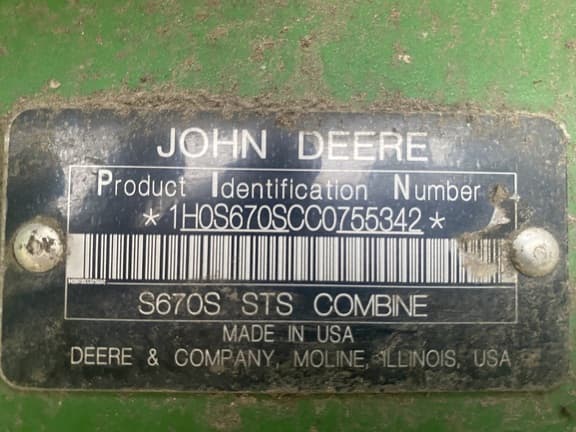 JOHN DEERE
Product Identification Number
*1H0S670SCC0755342*
S670S STS COMBINE
MADE IN USA
DEERE & COMPANY, MOLINE, ILLINOIS, USA